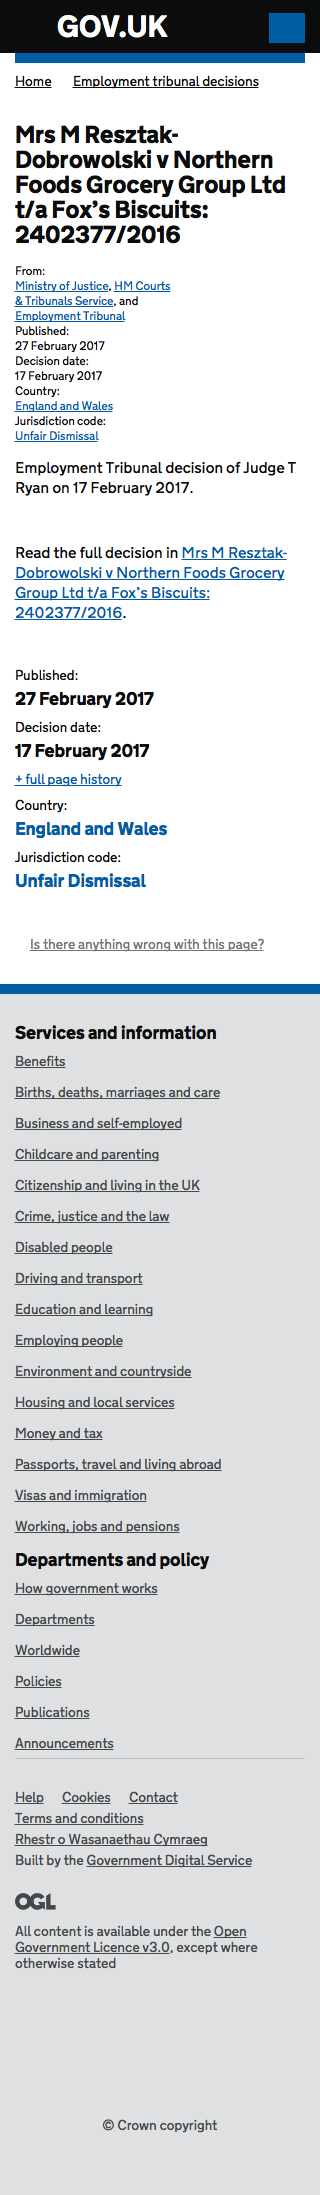 GOV.UK
Home Employment tribunal decisions
Mrs M Resztak-
Dobrowolski v Northern
Foods Grocery Group Ltd
t/a Fox's Biscuits:
2402377/2016
From:
Ministry of Justice, HM Courts
& Tribunals Service, and
Employment Tribunal
Published:
27 February 2017
Decision date:
17 February 2017
Country:
England and Wales
Jurisdiction code:
Unfair Dismissal
Employment Tribunal decision of Judge T
Ryan on 17 February 2017.
Read the full decision in Mrs M Resztak-
Dobrowolski v Northern Foods Grocery
Group Ltd t/a Fox's Biscuits:
2402377/2016.
Published:
27 February 2017
Decision date:
17 February 2017
+ full page history
Country:
England and Wales
Jurisdiction code:
Unfair Dismissal
Is there anything wrong with this page?
Services and information
Benefits
Births, deaths, marriages and care
Business and self-employed
Childcare and parenting
Citizenship and living in the UK
Crime, justice and the law
Disabled people
Driving and transport
Education and learning
Employing people
Environment and countryside
Housing and local services
Money and tax
Passports, travel and living abroad
Visas and immigration
Working, jobs and pensions
Departments and policy
How government works
Departments
Worldwide
Policies
Publications
Announcements
Help Cookies Contact
Terms and conditions
Rhestr o Wasanaethau Cymraeg
Built by the Government Digital Service
OGL
All content is available under the Open
Government Licence v3.0, except where
otherwise stated
© Crown copyright